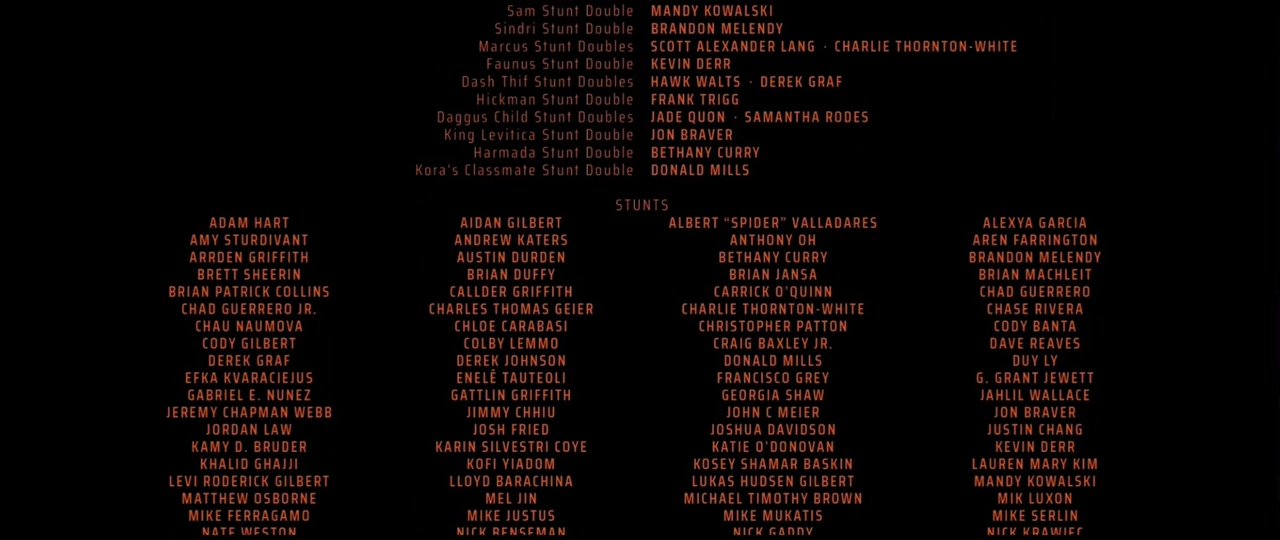 Sam Stunt Double MANDY KOWALSKI
Sindri Stunt Double BRANDON MELENDY
Marcus Stunt Doubles SCOTT ALEXANDER LANG · CHARLIE THORNTON-WHITE
Faunus Stunt Double KEVIN DERR
Dash Thif Stunt Doubles HAWK WALTS · DEREK GRAF
Hickman Stunt Double FRANK TRIGG
Daggus Child Stunt Doubles JADE QUON · SAMANTHA RODES
King Levitica Stunt Double JON BRAVER
Harmada Stunt Double BETHANY CURRY
Kora's Classmate Stunt Double DONALD MILLS
STUNTS
ADAM HART AIDAN GILBERT ALBERT “SPIDER” VALLADARES ALEXYA GARCIA
AMY STURDIVANT ANDREW KATERS ANTHONY OH AREN FARRINGTON
ARRDEN GRIFFITH AUSTIN DURDEN BETHANY CURRY BRANDON MELENDY
BRETT SHEERIN BRIAN DUFFY BRIAN JANSA BRIAN MACHLEIT
BRIAN PATRICK COLLINS CALLDER GRIFFITH CARRICK O'QUINN CHAD GUERRERO
CHAD GUERRERO JR. CHARLES THOMAS GEIER CHARLIE THORNTON-WHITE CHASE RIVERA
CHAU NAUMOVA CHLOE CARABASI CHRISTOPHER PATTON CODY BANTA
CODY GILBERT COLBY LEMMO CRAIG BAXLEY JR. DAVE REAVES
DEREK GRAF DEREK JOHNSON DONALD MILLS DUY LY
EFKA KVARACIEJUS ENELĒ TAUTEOLI FRANCISCO GREY G. GRANT JEWETT
GABRIEL E. NUNEZ GATTLIN GRIFFITH GEORGIA SHAW JAHLIL WALLACE
JEREMY CHAPMAN WEBB JIMMY CHHIU JOHN C MEIER JON BRAVER
JORDAN LAW JOSH FRIED JOSHUA DAVIDSON JUSTIN CHANG
KAMY D. BRUDER KARIN SILVESTRI COYE KATIE O'DONOVAN KEVIN DERR
KHALID GHAJJI KOFI YIADOM KOSEY SHAMAR BASKIN LAUREN MARY KIM
LEVI RODERICK GILBERT LLOYD BARACHINA LUKAS HUDSEN GILBERT MANDY KOWALSKI
MATTHEW OSBORNE MEL JIN MICHAEL TIMOTHY BROWN MIK LUXON
MIKE FERRAGAMO MIKE JUSTUS MIKE MUKATIS MIKE SERLIN
NATE WESTON NICK BENSEMAN NICK GADDY NICK KRAWIEC